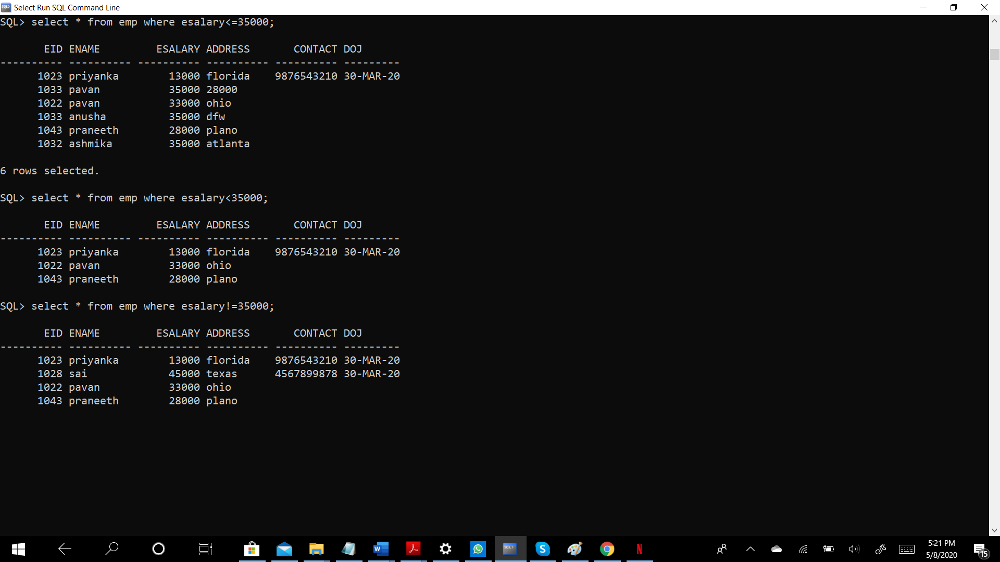 Select Run SQL Command Line
SQL> select * from emp where esalary<=35000;
       EID ENAME         ESALARY ADDRESS       CONTACT DOJ
---------- ---------- ---------- ---------- ---------- ---------
      1023 priyanka        13000 florida    9876543210 30-MAR-20
      1033 pavan           35000 28000
      1022 pavan           33000 ohio
      1033 anusha          35000 dfw
      1043 praneeth        28000 plano
      1032 ashmika         35000 atlanta
6 rows selected.
SQL> select * from emp where esalary<35000;
       EID ENAME         ESALARY ADDRESS       CONTACT DOJ
---------- ---------- ---------- ---------- ---------- ---------
      1023 priyanka        13000 florida    9876543210 30-MAR-20
      1022 pavan           33000 ohio
      1043 praneeth        28000 plano
SQL> select * from emp where esalary!=35000;
       EID ENAME         ESALARY ADDRESS       CONTACT DOJ
---------- ---------- ---------- ---------- ---------- ---------
      1023 priyanka        13000 florida    9876543210 30-MAR-20
      1028 sai             45000 texas      4567899878 30-MAR-20
      1022 pavan           33000 ohio
      1043 praneeth        28000 plano
5:21 PM
5/8/2020
15